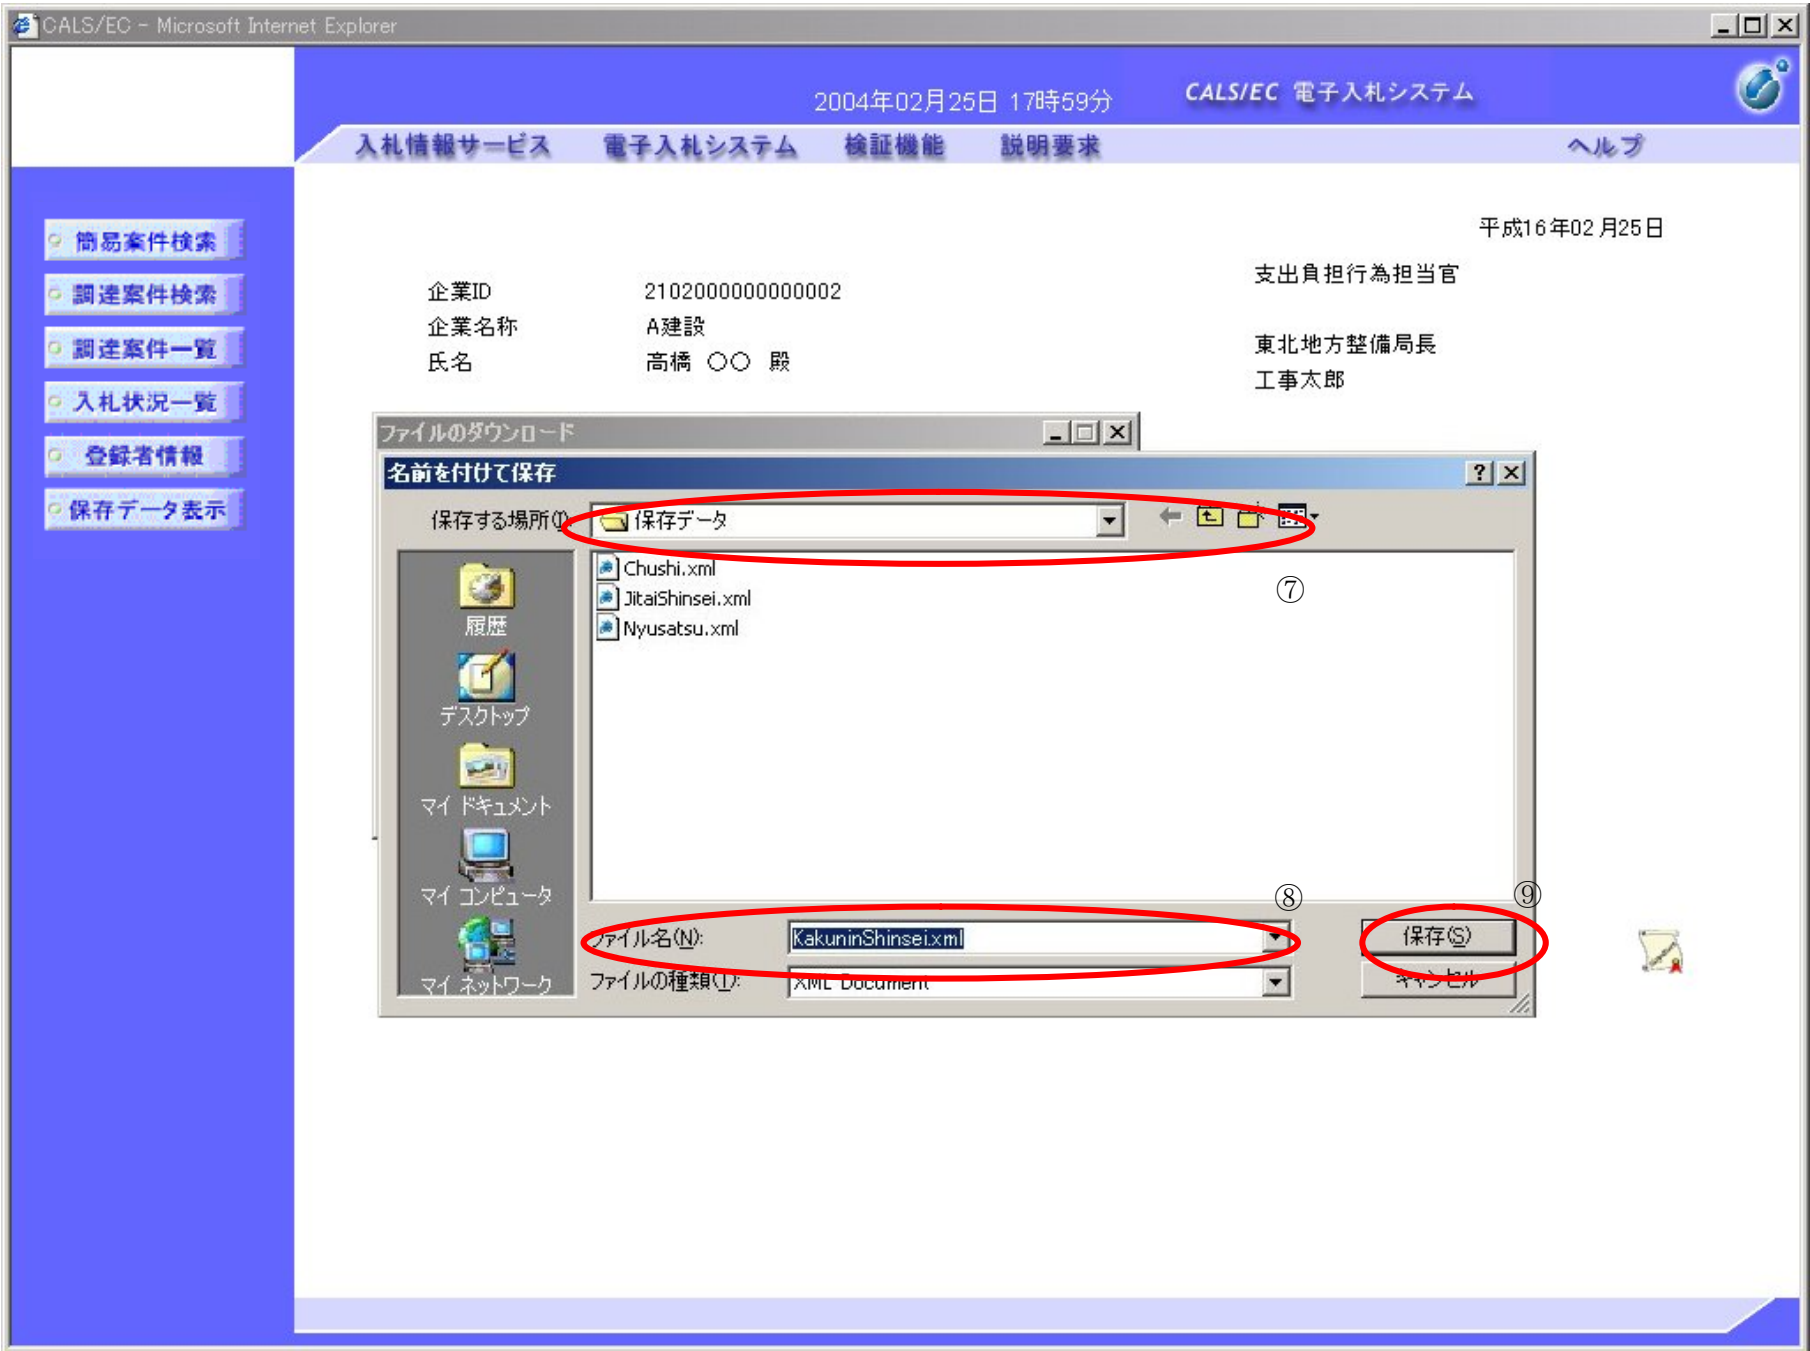 CALS/EC - Microsoft Internet Explorer
2004年02月25日 17時59分
CALS/EC 電子入札システム
入札情報サービス 電子入札システム 検証機能 説明要求 ヘルプ
簡易案件検索
調達案件検索
調達案件一覧
入札状況一覧
登録者情報
保存データ表示
平成16年02月25日
支出負担行為担当官
企業ID 2102000000000002
企業名称 A建設
氏名 高橋 〇〇 殿
東北地方整備局長
工事太郎
ファイルのダウンロード
名前を付けて保存
保存する場所(I): 保存データ
Chushi.xml
JitaiShinsei.xml
Nyusatsu.xml
⑦
履歴
デスクトップ
マイ ドキュメント
マイ コンピュータ
マイ ネットワーク
⑧
⑨
ファイル名(N): KakuninShinsei.xml 保存(S)
ファイルの種類(T): XML Document キャンセル